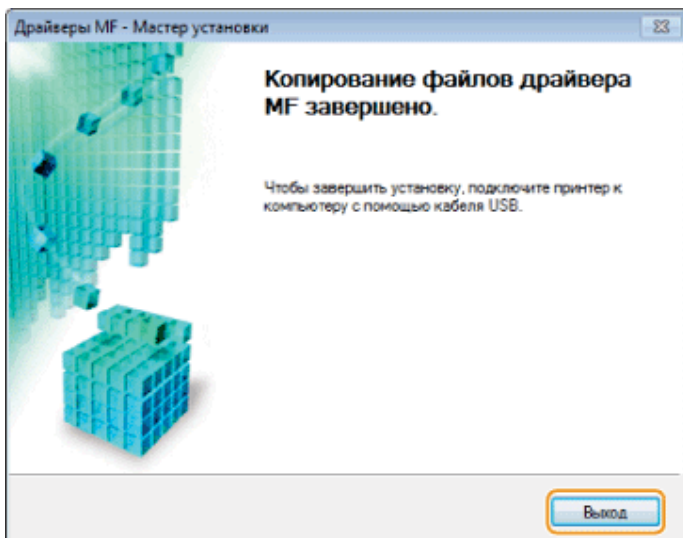 Драйверы MF - Мастер установки
Копирование файлов драйвера
MF завершено.
Чтобы завершить установку, подключите принтер к
компьютеру с помощью кабеля USB.
Выход